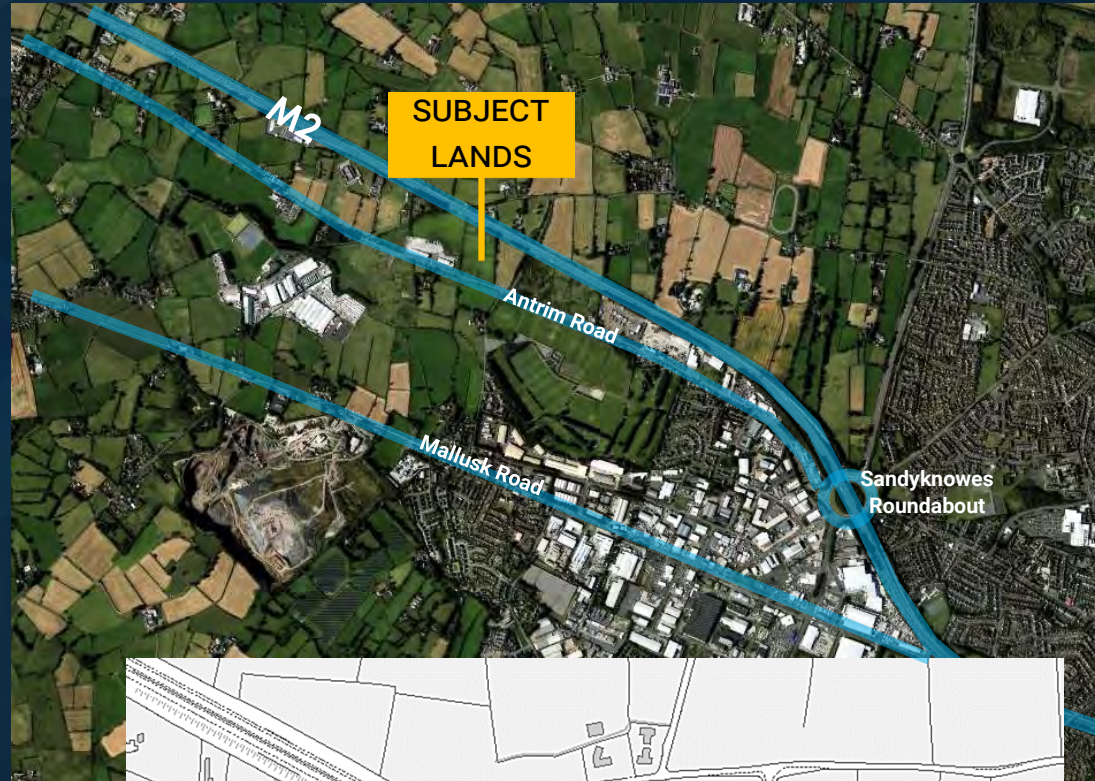 M2
SUBJECT
LANDS
Antrim Road
Mallusk Road
Sandyknowes
Roundabout